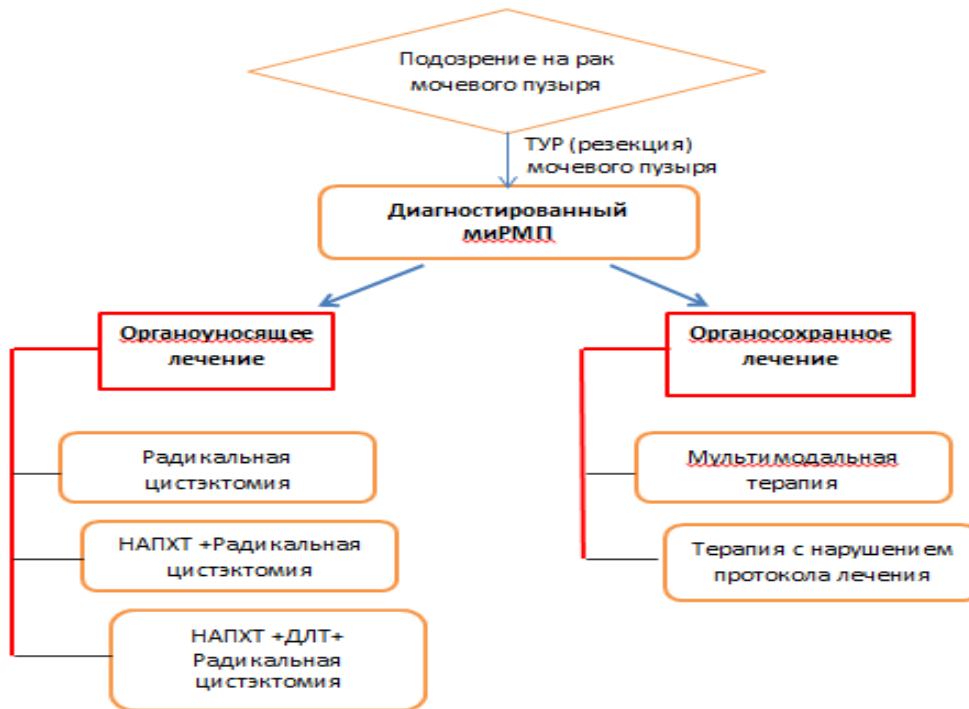 Подозрение на рак
мочевого пузыря
ТУР (резекция)
мочевого пузыря
Диагностированный
миРМП
Органоуносящее
лечение
Органосохранное
лечение
Радикальная
цистэктомия
Мультимодальная
терапия
НАПХТ +Радикальная
цистэктомия
Терапия с нарушением
протокола лечения
НАПХТ +ДЛТ+
Радикальная
цистэктомия